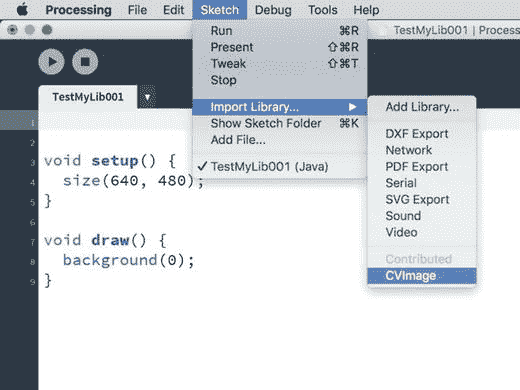 Processing File Edit Sketch Debug Tools Help
TestMyLib001 | Process
Run ⌘R
Present ⇧⌘R
Tweak ⇧⌘T
Stop
Import Library...
Show Sketch Folder ⌘K
Add File...
✓ TestMyLib001 (Java)
Add Library...
DXF Export
Network
PDF Export
Serial
SVG Export
Sound
Video
Contributed
CVImage
TestMyLib001
1
2
3 void setup() {
4 size(640, 480);
5 }
6
7 void draw() {
8 background(0);
9 }